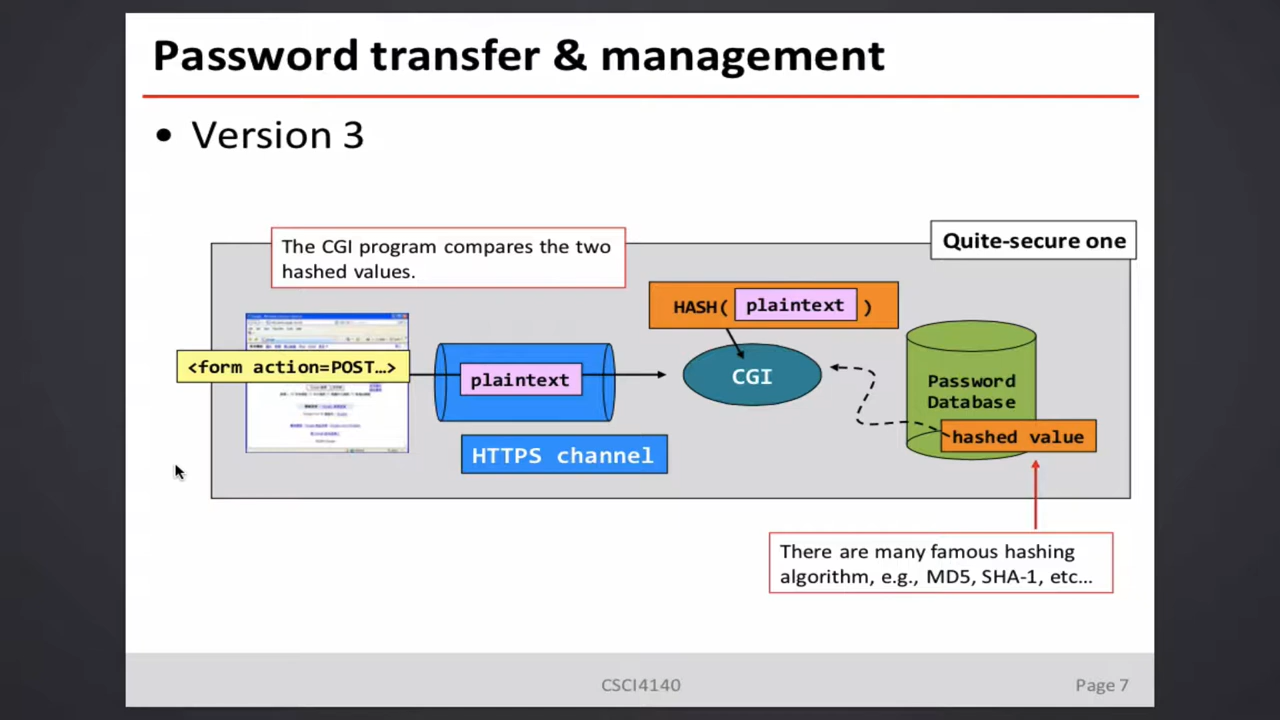 Password transfer & management
• Version 3
Quite-secure one
The CGI program compares the two
hashed values.
HASH( plaintext )
<form action=POST…>
plaintext
CGI
Password
Database
hashed value
HTTPS channel
There are many famous hashing
algorithm, e.g., MD5, SHA-1, etc…
CSCI4140
Page 7